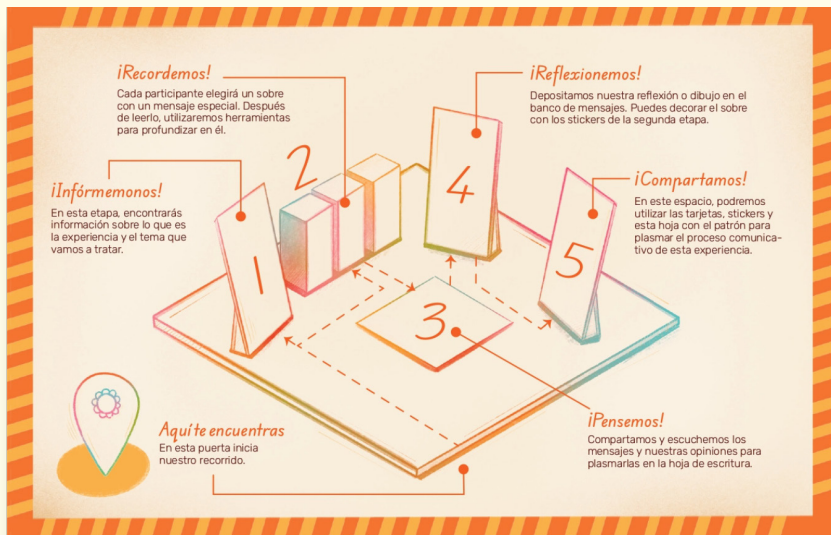 ¡Recordemos!
Cada participante elegirá un sobre
con un mensaje especial. Después
de leerlo, utilizaremos herramientas
para profundizar en él.
¡Reflexionemos!
Depositamos nuestra reflexión o dibujo en el
banco de mensajes. Puedes decorar el sobre
con los stickers de la segunda etapa.
¡Infórmemonos!
En esta etapa, encontrarás
información sobre lo que es
la experiencia y el tema que
vamos a tratar.
¡Compartamos!
En este espacio, podremos
utilizar las tarjetas, stickers y
esta hoja con el patrón para
plasmar el proceso comunica-
tivo de esta experiencia.
2
4
1
5
3
Aquí te encuentras
En esta puerta inicia
nuestro recorrido.
¡Pensemos!
Compartamos y escuchemos los
mensajes y nuestras opiniones para
plasmarlas en la hoja de escritura.